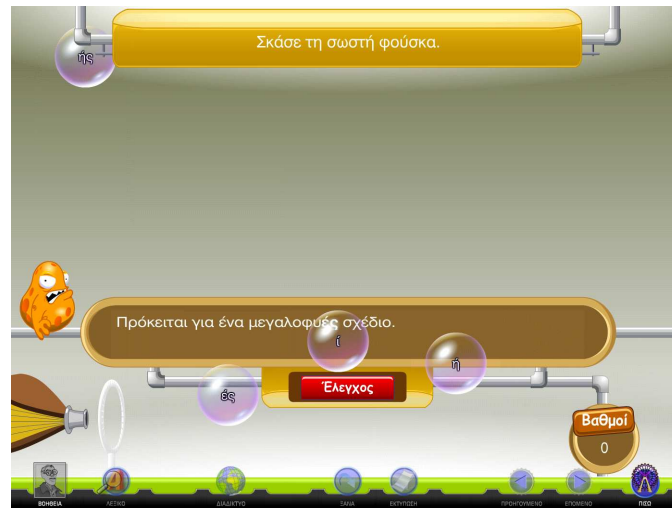 Σκάσε τη σωστή φούσκα.
ής
Πρόκειται για ένα μεγαλοφυές σχέδιο.
ί
ή
ές
Έλεγχος
Βαθμοί
0
ΒΟΗΘΕΙΑ ΛΕΞΙΚΟ ΔΙΑΔΙΚΤΥΟ ΞΑΝΑ ΕΚΤΥΠΩΣΗ ΠΡΟΗΓΟΥΜΕΝΟ ΕΠΟΜΕΝΟ ΠΙΣΩ